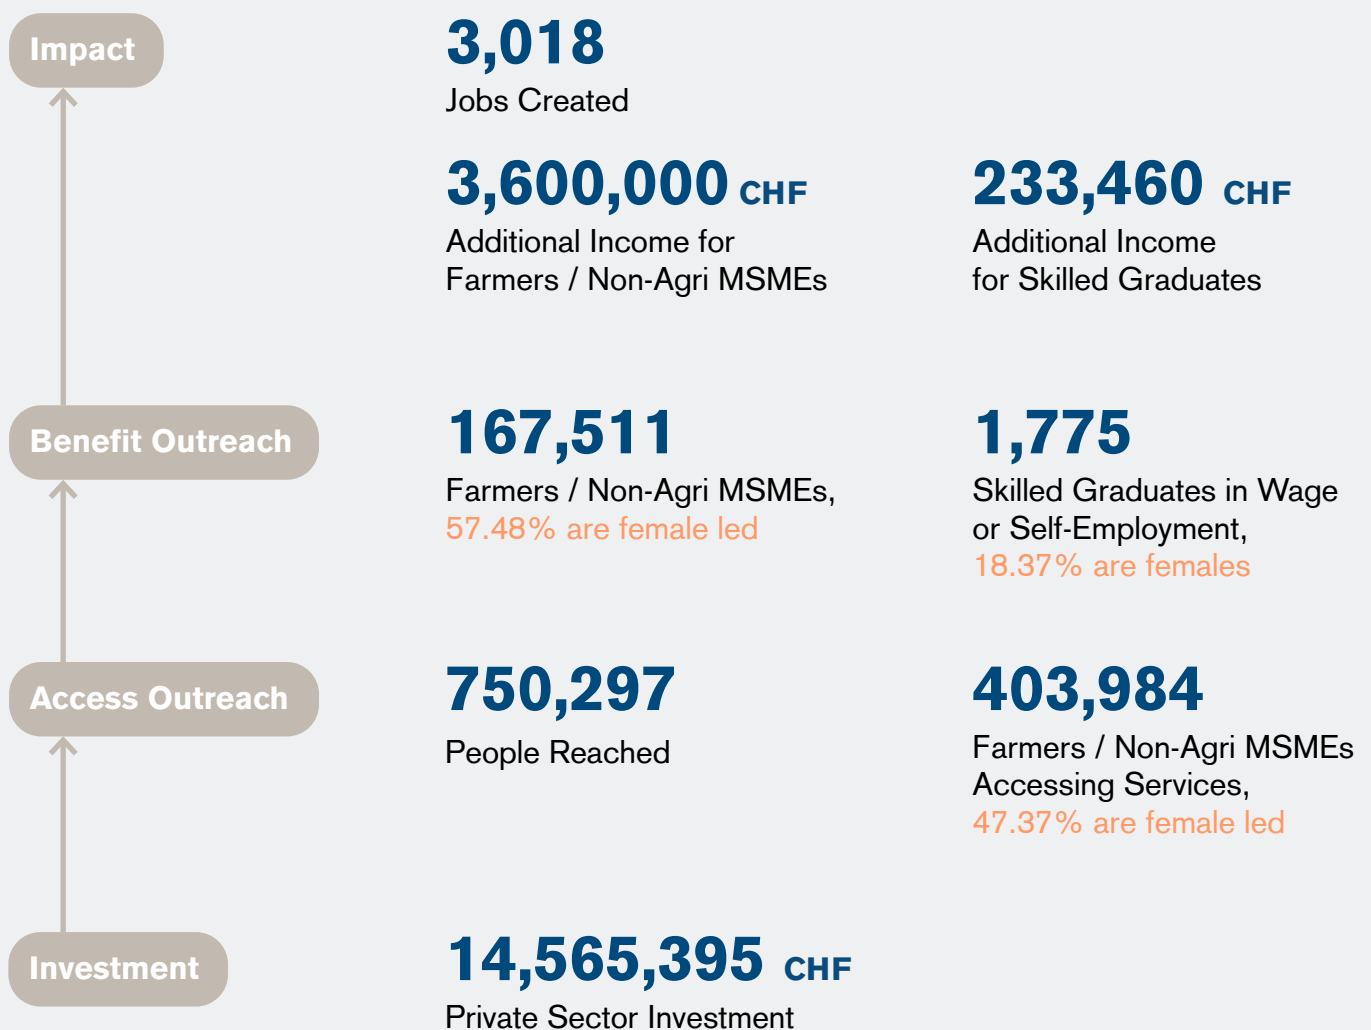 Impact
3,018
Jobs Created
3,600,000 CHF
Additional Income for
Farmers / Non-Agri MSMEs
233,460 CHF
Additional Income
for Skilled Graduates
Benefit Outreach
167,511
Farmers / Non-Agri MSMEs,
57.48% are female led
1,775
Skilled Graduates in Wage
or Self-Employment,
18.37% are females
Access Outreach
750,297
People Reached
403,984
Farmers / Non-Agri MSMEs
Accessing Services,
47.37% are female led
Investment
14,565,395 CHF
Private Sector Investment